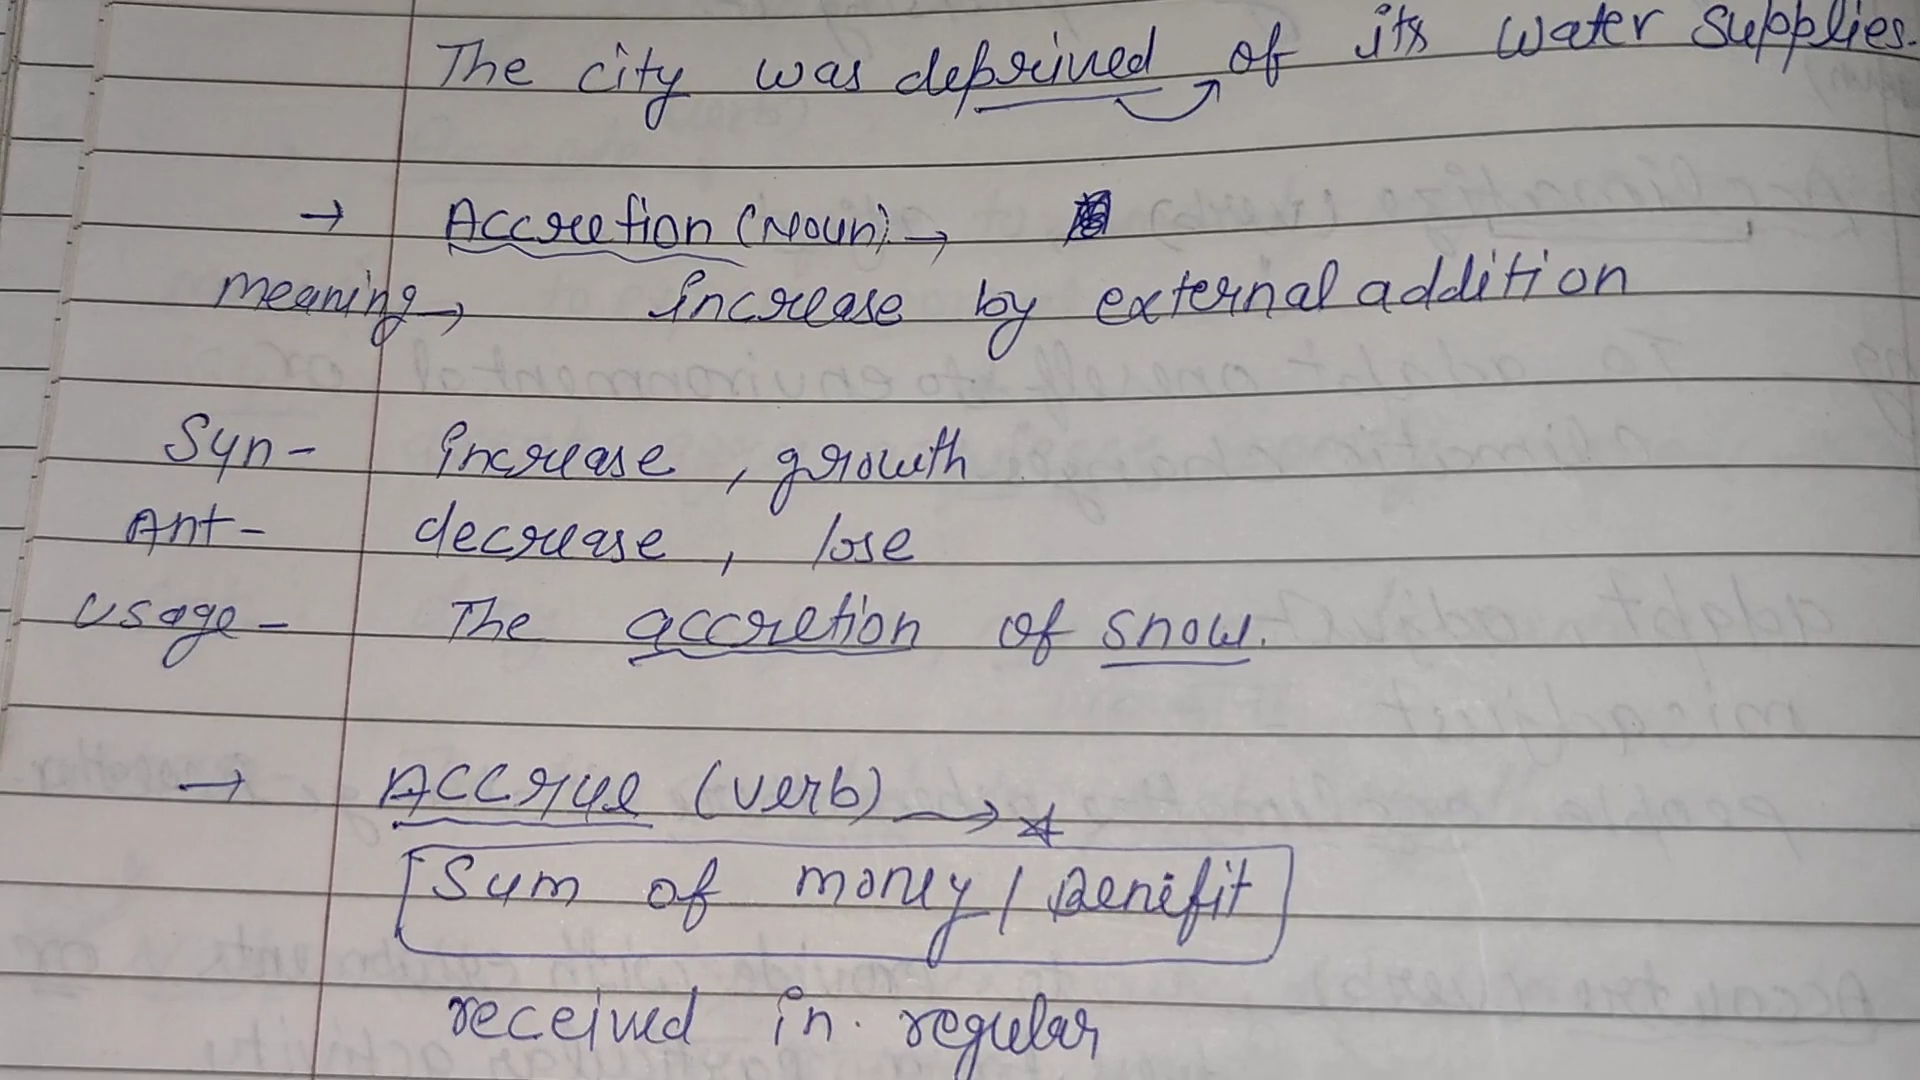 The city was deprived of its water supplies.
→ Accretion (Noun) →
meaning → increase by external addition
Syn - increase, growth
Ant - decrease, lose
Usage - The accretion of snow.
→ Accrue (verb) →
Sum of money / Benefit
received in regular